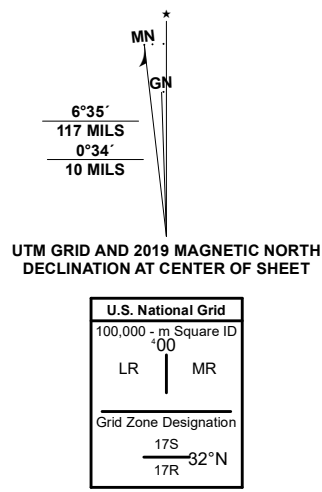 MN
GN
6°35´
117 MILS
0°34´
10 MILS
UTM GRID AND 2019 MAGNETIC NORTH
DECLINATION AT CENTER OF SHEET
U.S. National Grid
100,000 - m Square ID
⁴00
LR MR
Grid Zone Designation
17S
32°N
17R